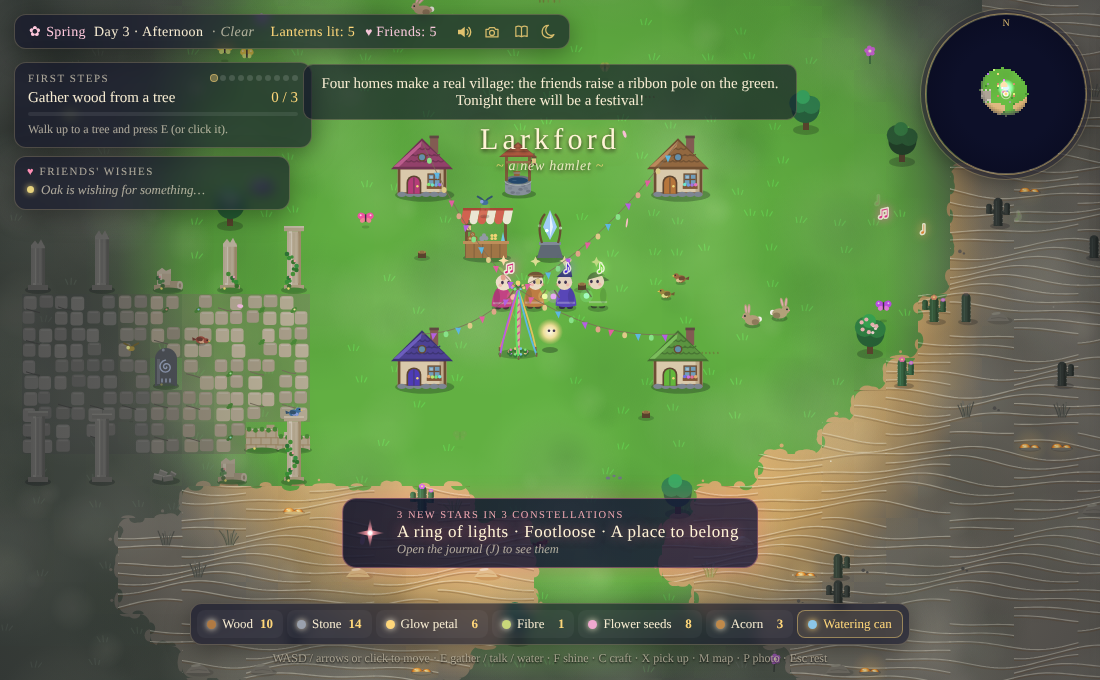 Spring Day 3 · Afternoon · Clear Lanterns lit: 5 ♥ Friends: 5
N
FIRST STEPS
Gather wood from a tree 0 / 3
Walk up to a tree and press E (or click it).
Four homes make a real village: the friends raise a ribbon pole on the green.
Tonight there will be a festival!
♥ FRIENDS' WISHES
Oak is wishing for something…
Larkford
~ a new hamlet ~
3 NEW STARS IN 3 CONSTELLATIONS
A ring of lights · Footloose · A place to belong
Open the journal (J) to see them
Wood 10 Stone 14 Glow petal 6 Fibre 1 Flower seeds 8 Acorn 3 Watering can
WASD / arrows or click to move · E gather / talk / water · F shine · C craft · X pick up · M map · P photo · Esc rest